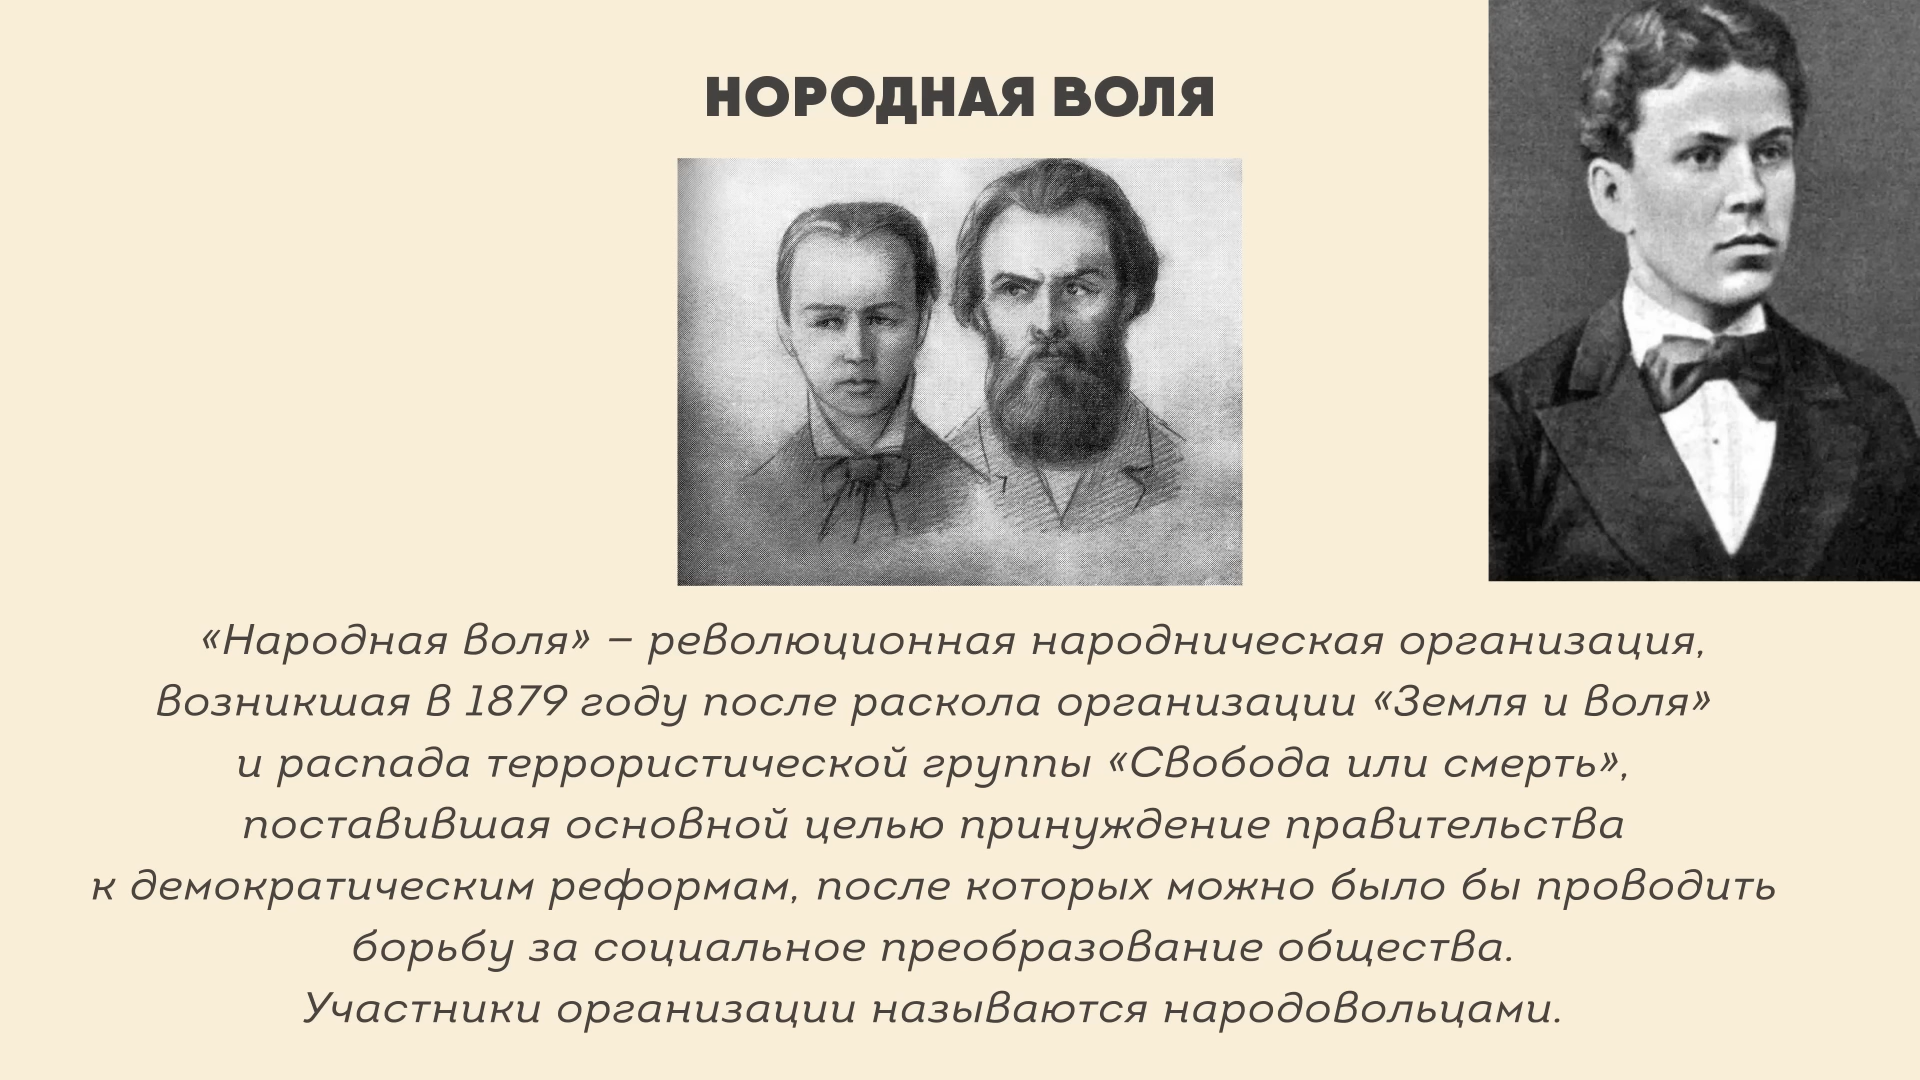 НОРОДНАЯ ВОЛЯ
«Народная воля» – революционная народническая организация,
возникшая в 1879 году после раскола организации «Земля и воля»
и распада террористической группы «Свобода или смерть»,
поставившая основной целью принуждение правительства
к демократическим реформам, после которых можно было бы проводить
борьбу за социальное преобразование общества.
Участники организации называются народовольцами.